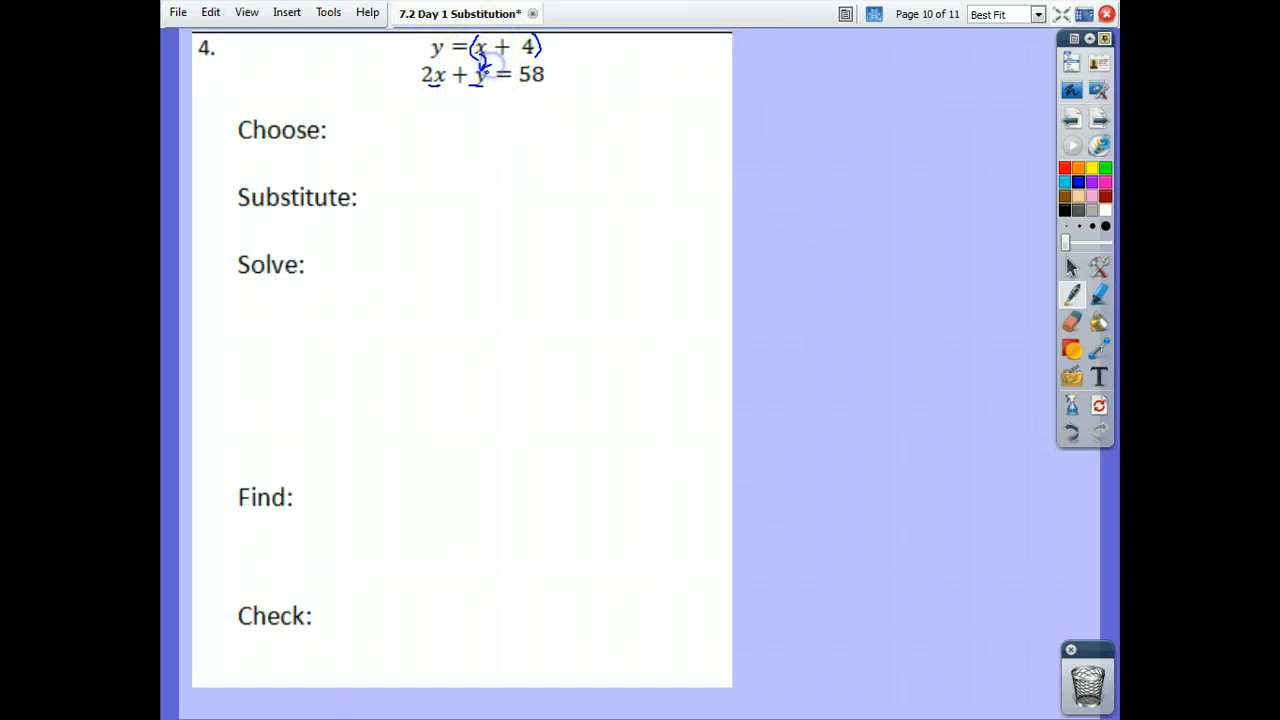 File Edit View Insert Tools Help 7.2 Day 1 Substitution* Page 10 of 11 Best Fit
4. y = (x + 4)
2x + y = 58
Choose:
Substitute:
Solve:
Find:
Check:
T